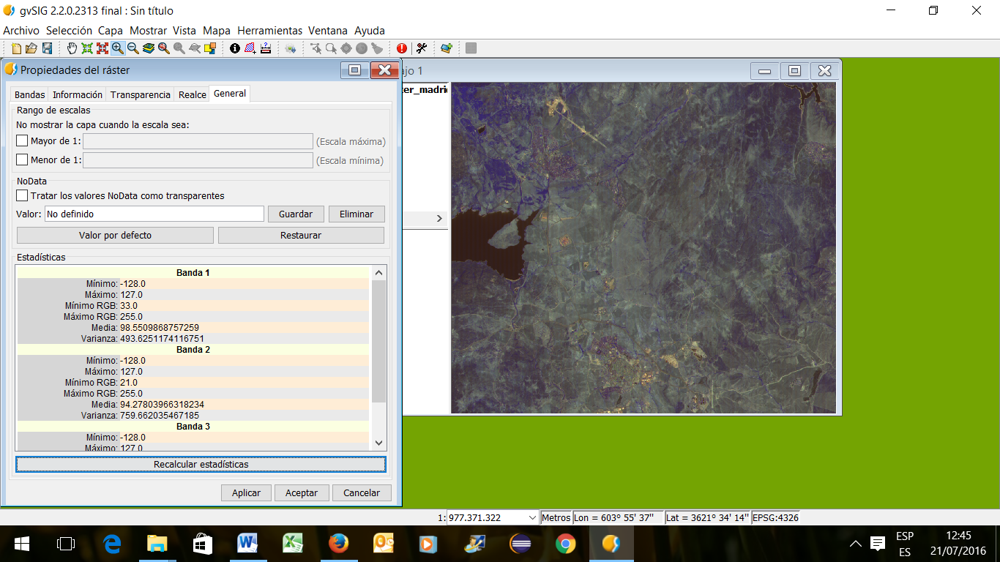 gvSIG 2.2.0.2313 final : Sin título
Archivo Selección Capa Mostrar Vista Mapa Herramientas Ventana Ayuda
Propiedades del ráster
ajo 1
Bandas Información Transparencia Realce General
ter_madri
Rango de escalas
No mostrar la capa cuando la escala sea:
Mayor de 1: (Escala máxima)
Menor de 1: (Escala mínima)
NoData
Tratar los valores NoData como transparentes
Valor: No definido Guardar Eliminar
Valor por defecto Restaurar
Estadísticas
Banda 1
Mínimo: -128.0
Máximo: 127.0
Mínimo RGB: 33.0
Máximo RGB: 255.0
Media: 98.5509868757259
Varianza: 493.6251174116751
Banda 2
Mínimo: -128.0
Máximo: 127.0
Mínimo RGB: 21.0
Máximo RGB: 255.0
Media: 94.27803966318234
Varianza: 759.662035467185
Banda 3
Mínimo: -128.0
Máximo: 127.0
Recalcular estadísticas
Aplicar Aceptar Cancelar
1: 977.371.322 Metros Lon = 603º 55' 37'' Lat = 3621º 34' 14'' EPSG:4326
ESP 12:45
ES 21/07/2016